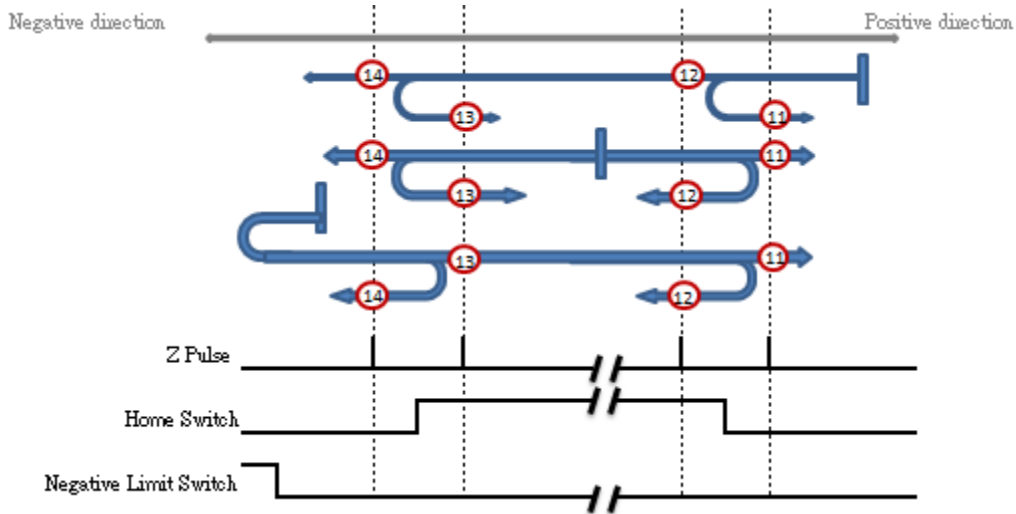 Negative direction Positive direction
14 12
13 11
14 11
13 12
13 11
14 12
Z Pulse
Home Switch
Negative Limit Switch